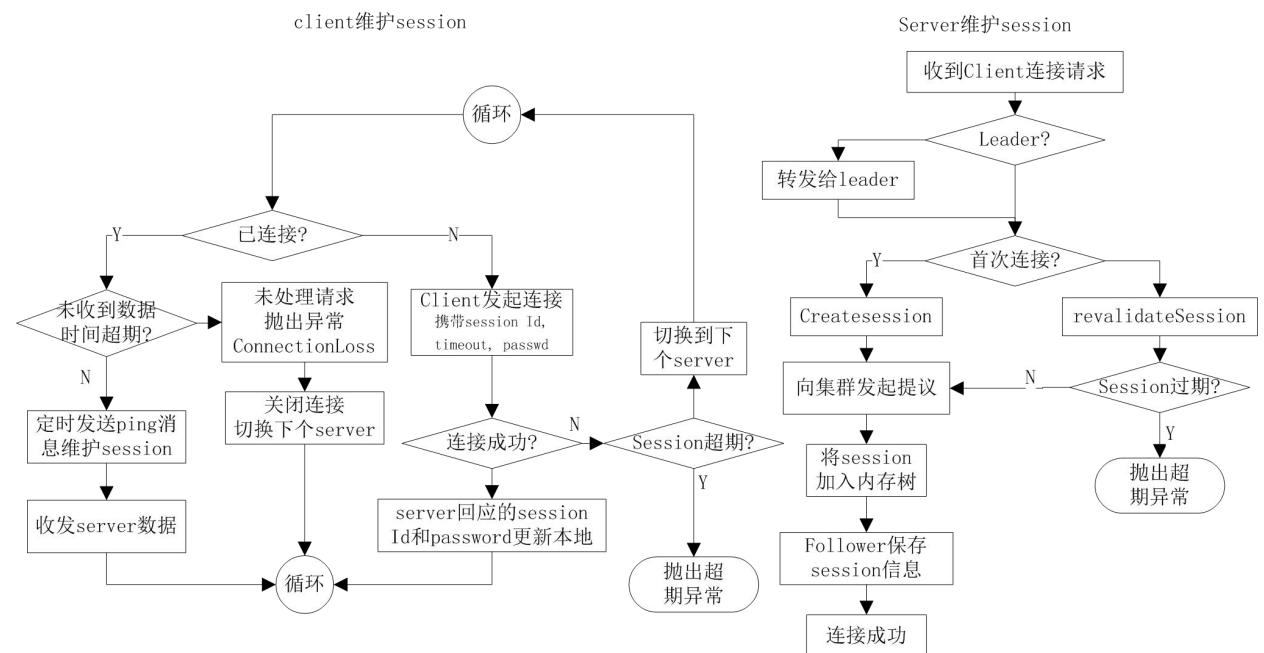 client维护session
循环
已连接?
Y
N
未收到数据
时间超期?
N
未处理请求
抛出异常
ConnectionLoss
关闭连接
切换下个server
定时发送ping消
息维护session
收发server数据
循环
Client发起连接
携带session Id,
timeout, passwd
连接成功?
N
server回应的session
Id和password更新本地
切换到下
个server
Session超期?
Y
抛出超
期异常
Server维护session
收到Client连接请求
Leader?
转发给leader
首次连接?
Y
Createsession
revalidateSession
向集群发起提议
N
Session过期?
Y
抛出超
期异常
将session
加入内存树
Follower保存
session信息
连接成功